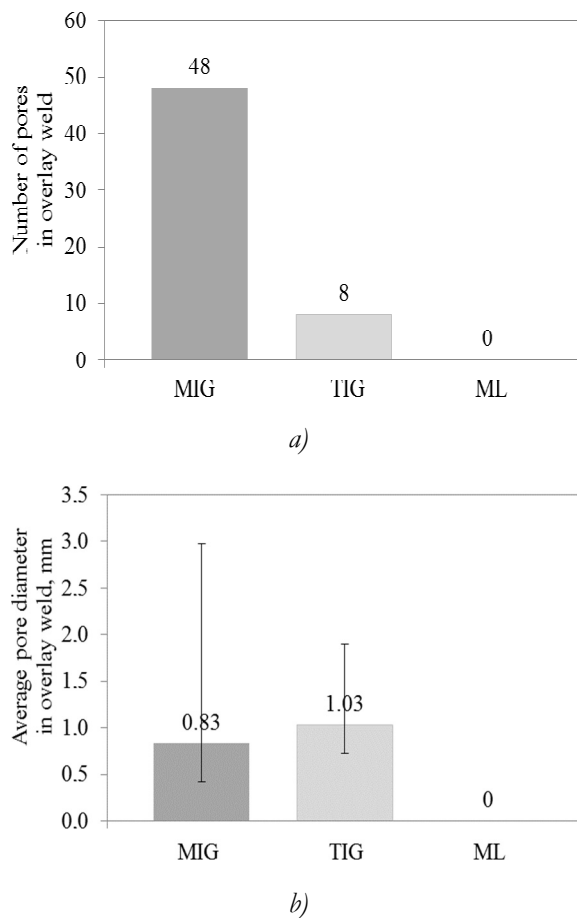 Number of pores
in overlay weld
60
50
40
30
20
10
0
48
8
0
MIG TIG ML
a)
Average pore diameter
in overlay weld, mm
3.5
3.0
2.5
2.0
1.5
1.0
0.5
0.0
0.83
1.03
0
MIG TIG ML
b)